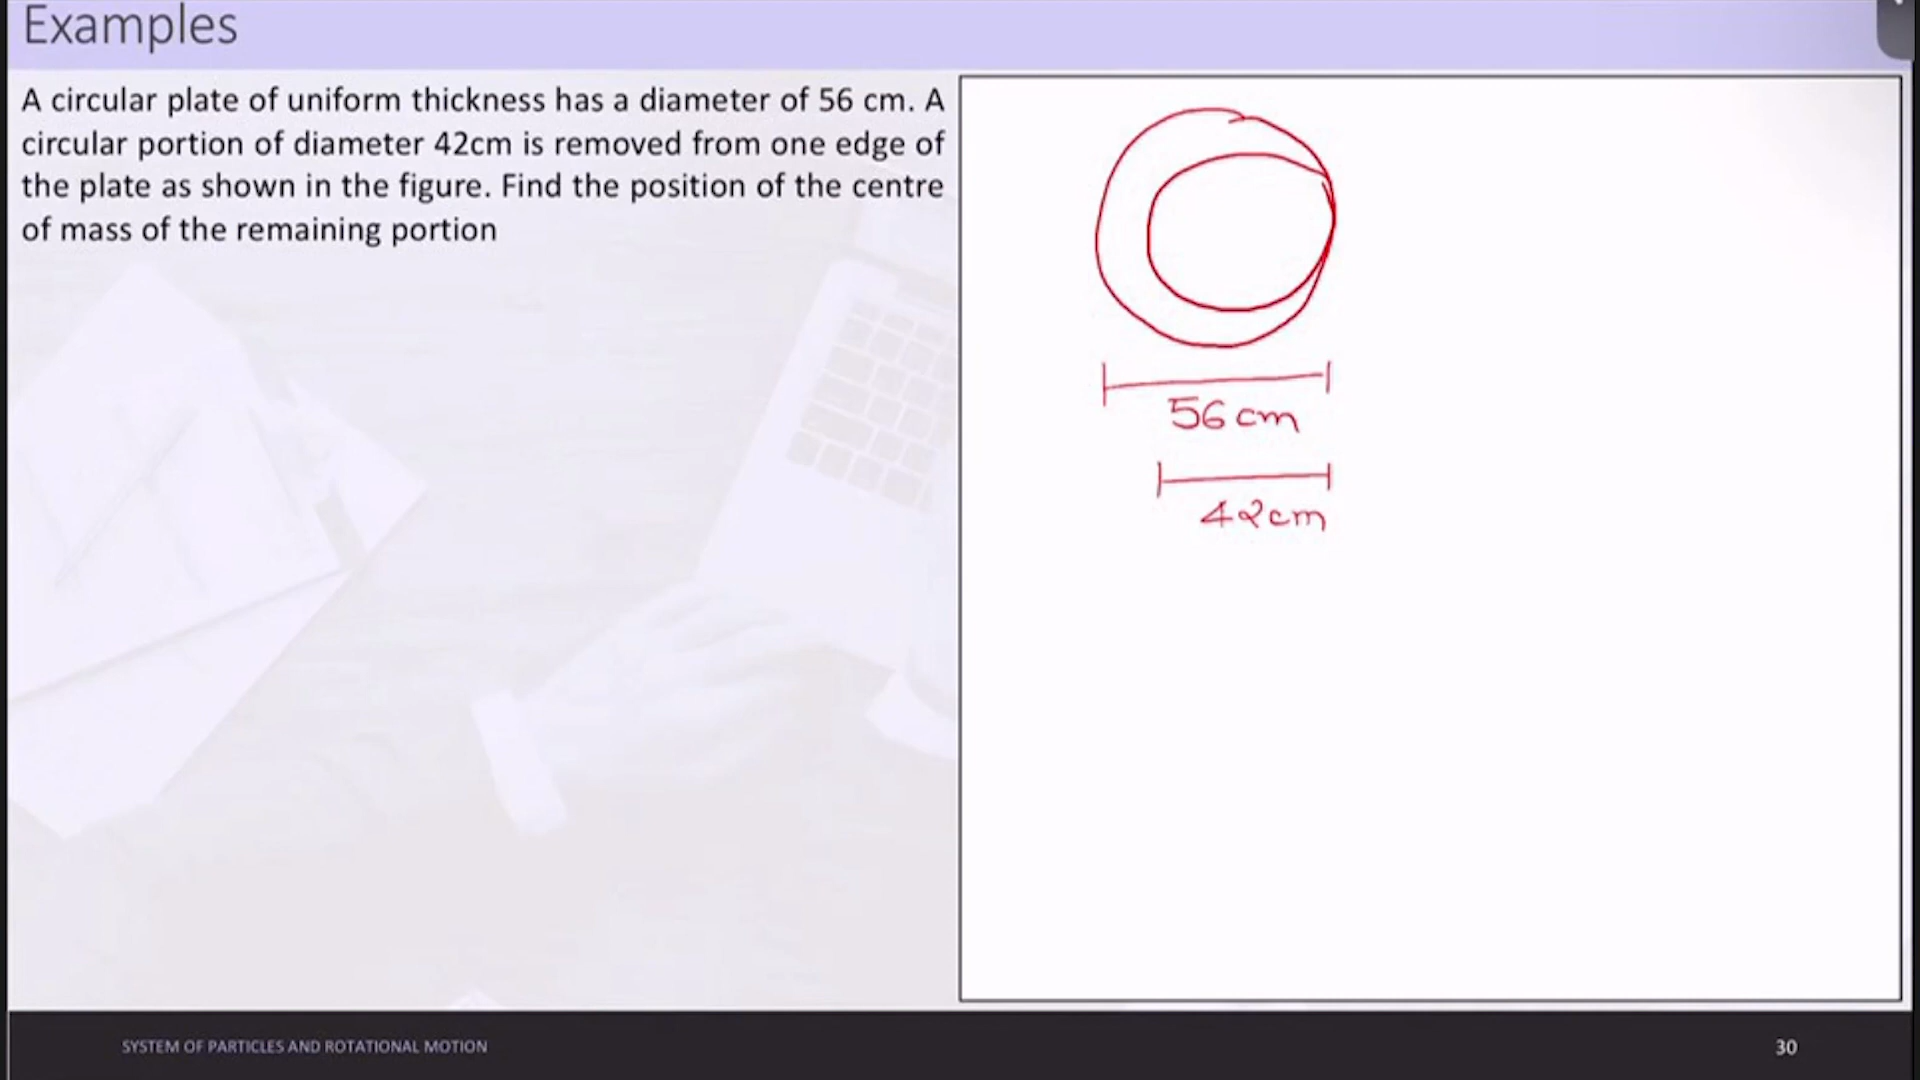 Examples
A circular plate of uniform thickness has a diameter of 56 cm. A
circular portion of diameter 42cm is removed from one edge of
the plate as shown in the figure. Find the position of the centre
of mass of the remaining portion
56cm
42cm
SYSTEM OF PARTICLES AND ROTATIONAL MOTION
30